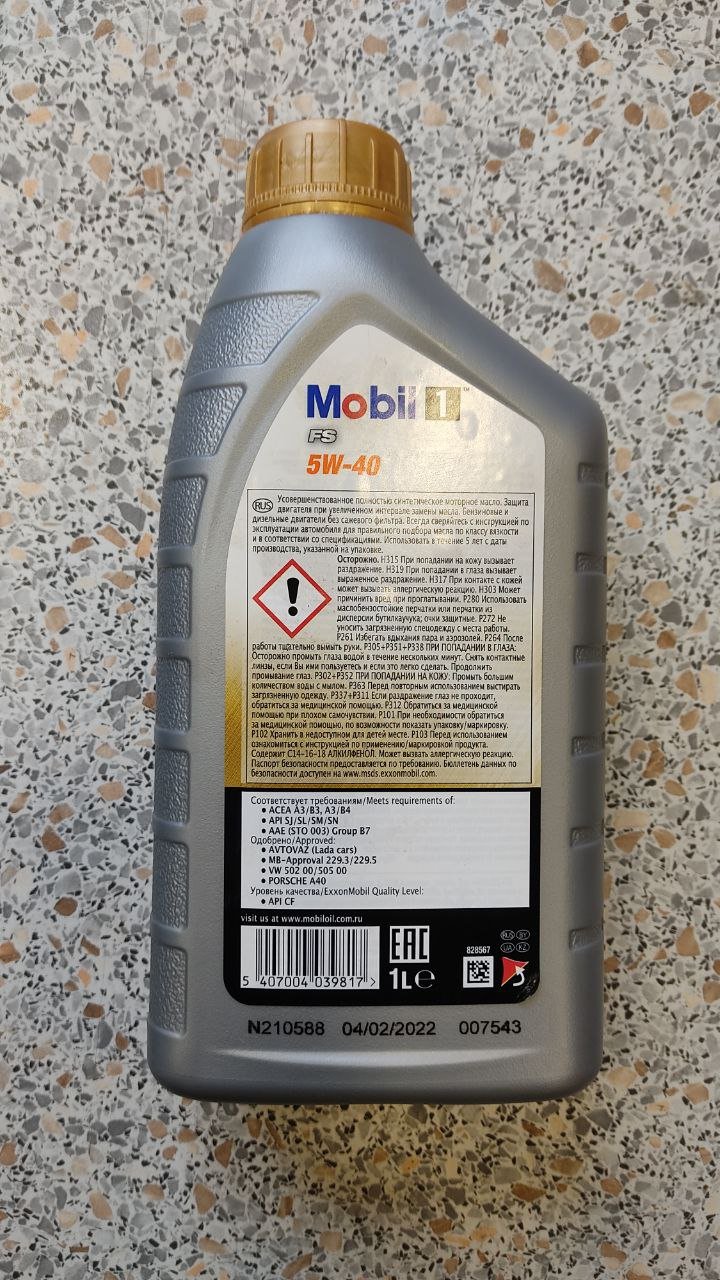 Mobil 1™
FS
5W-40
RUS Усовершенствованное полностью синтетическое моторное масло. Защита
двигателя при увеличенном интервале замены масла. Бензиновые и
дизельные двигатели без сажевого фильтра. Всегда сверяйтесь с инструкцией по
эксплуатации автомобиля для правильного подбора масла по классу вязкости
и в соответствии со спецификациями. Использовать в течение 5 лет с даты
производства, указанной на упаковке.
Осторожно. H315 При попадании на кожу вызывает
раздражение. H319 При попадании в глаза вызывает
выраженное раздражение. H317 При контакте с кожей
может вызывать аллергическую реакцию. H303 Может
причинить вред при проглатывании. P280 Использовать
маслобензостойкие перчатки или перчатки из
дисперсии бутилкаучука; очки защитные. P272 Не
уносить загрязненную спецодежду с места работы.
P261 Избегать вдыхания пара и аэрозолей. P264 После
работы тщательно вымыть руки. P305+P351+P338 ПРИ ПОПАДАНИИ В ГЛАЗА:
Осторожно промыть глаза водой в течение нескольких минут. Снять контактные
линзы, если Вы ими пользуетесь и если это легко сделать. Продолжить
промывание глаз. P302+P352 ПРИ ПОПАДАНИИ НА КОЖУ: Промыть большим
количеством воды с мылом. P363 Перед повторным использованием выстирать
загрязненную одежду. P337+P311 Если раздражение глаз не проходит,
обратиться за медицинской помощью. P312 Обратиться за медицинской
помощью при плохом самочувствии. P101 При необходимости обратиться
за медицинской помощью, по возможности показать упаковку/маркировку.
P102 Хранить в недоступном для детей месте. P103 Перед использованием
ознакомиться с инструкцией по применению/маркировкой продукта.
Содержит C14-16-18 АЛКИЛФЕНОЛ. Может вызвать аллергическую реакцию.
Паспорт безопасности предоставляется по требованию. Бюллетень данных по
безопасности доступен на www.msds.exxonmobil.com.
Соответствует требованиям/Meets requirements of:
• ACEA A3/B3, A3/B4
• API SJ/SL/SM/SN
• AAE (STO 003) Group B7
Одобрено/Approved:
• AVTOVAZ (Lada cars)
• MB-Approval 229.3/229.5
• VW 502 00/505 00
• PORSCHE A40
Уровень качества/ExxonMobil Quality Level:
• API CF
visit us at www.mobiloil.com.ru
5 407004 039817 >
EAC
1L℮
828567
RUS BY
UA KZ
N210588 04/02/2022 007543